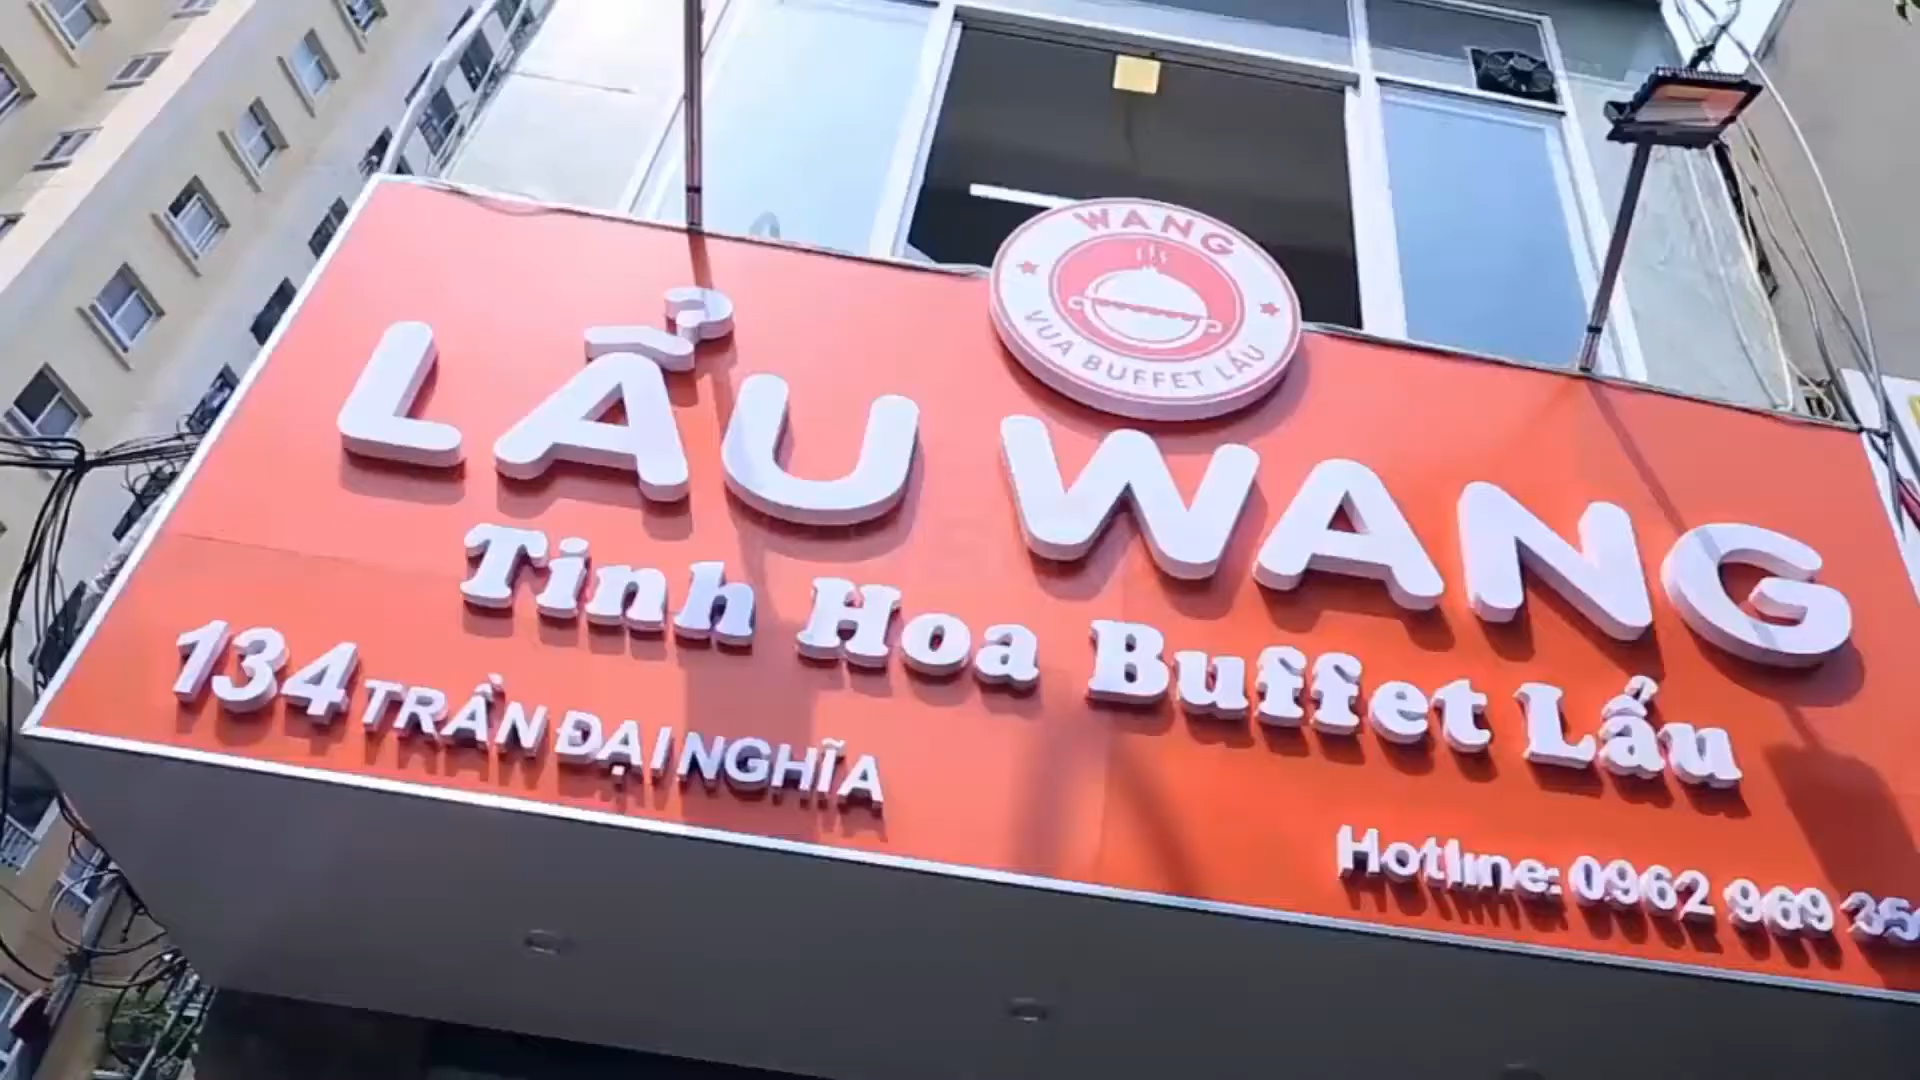 WANG
VUA BUFFET LẨU
LẨU WANG
Tinh Hoa Buffet Lẩu
134 TRẦN ĐẠI NGHĨA
Hotline: 0962 969